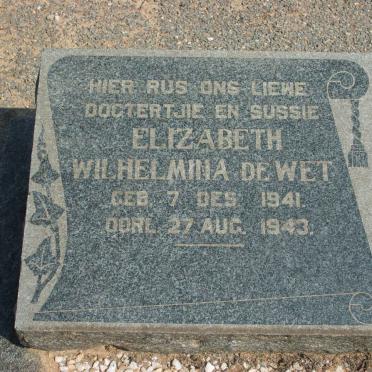 HIER RUS ONS LIEWE
DOGTERTJIE EN SUSSIE
ELIZABETH
WILHELMINA DE WET
GEB. 7 DES. 1941.
OORL. 27 AUG. 1943.